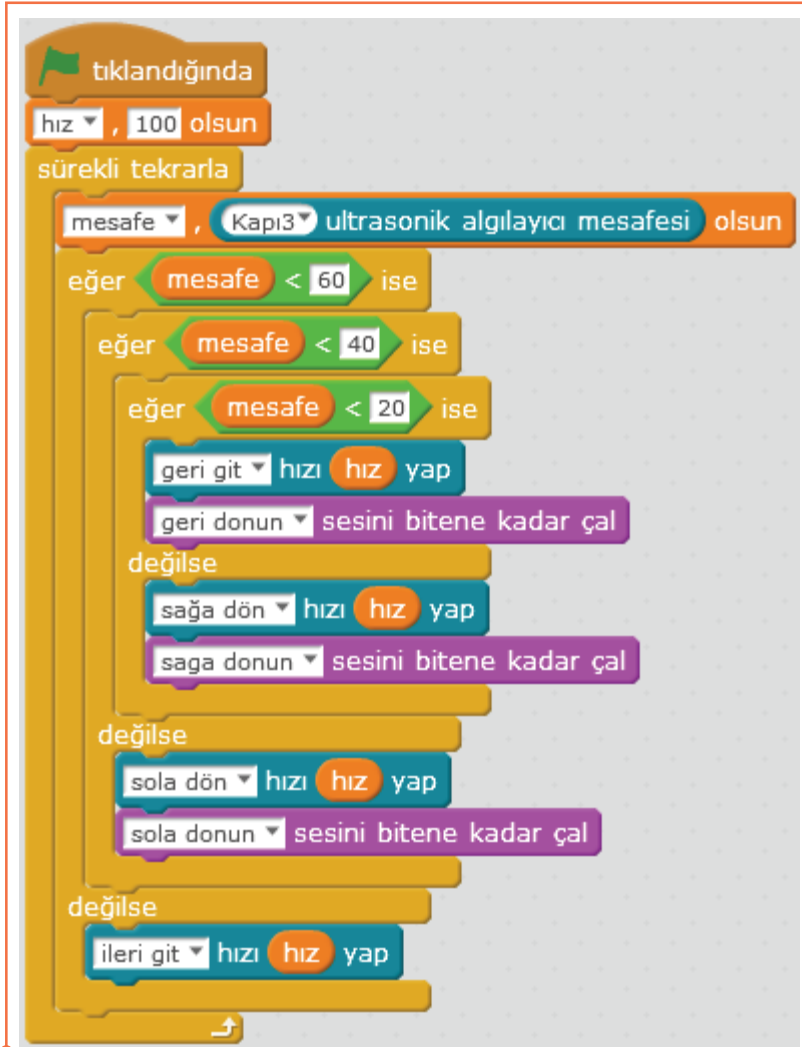 tıklandığında
hız , 100 olsun
sürekli tekrarla
mesafe , Kapı3 ultrasonik algılayıcı mesafesi olsun
eğer mesafe < 60 ise
eğer mesafe < 40 ise
eğer mesafe < 20 ise
geri git hızı hız yap
geri donun sesini bitene kadar çal
değilse
sağa dön hızı hız yap
saga donun sesini bitene kadar çal
değilse
sola dön hızı hız yap
sola donun sesini bitene kadar çal
değilse
ileri git hızı hız yap